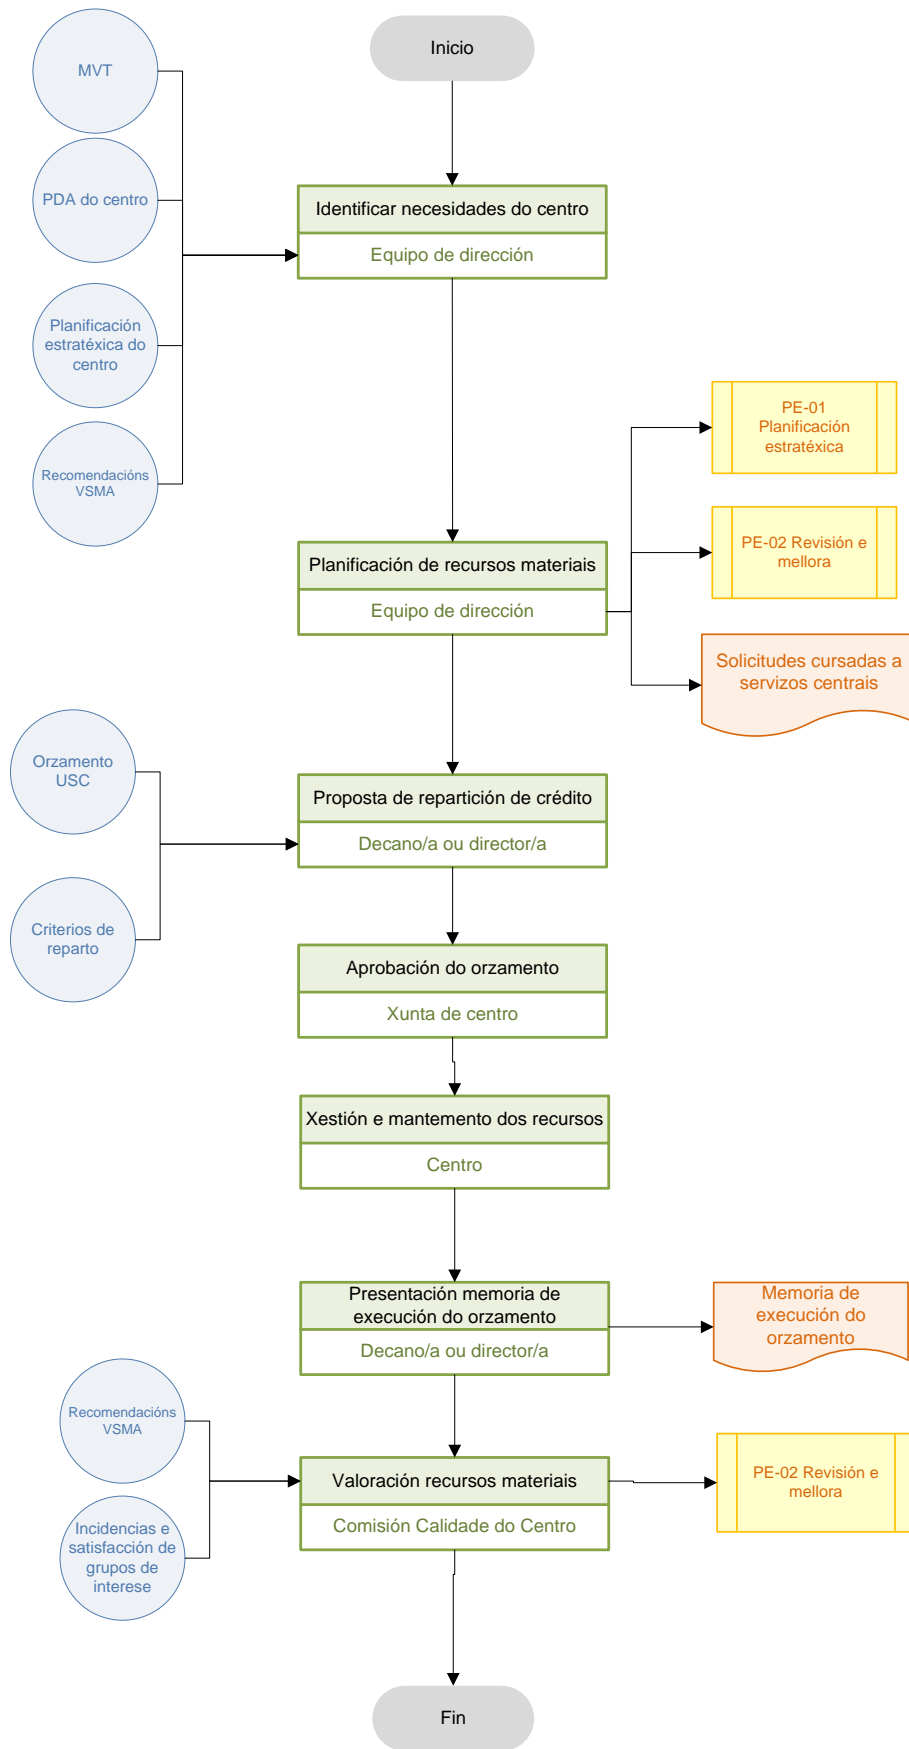 Inicio
MVT
PDA do centro
Identificar necesidades do centro
Equipo de dirección
Planificación
estratéxica do
centro
Recomendacións
VSMA
PE-01
Planificación
estratéxica
PE-02 Revisión e
mellora
Planificación de recursos materiais
Equipo de dirección
Solicitudes cursadas a
servizos centrais
Orzamento
USC
Proposta de repartición de crédito
Decano/a ou director/a
Criterios de
reparto
Aprobación do orzamento
Xunta de centro
Xestión e mantemento dos recursos
Centro
Presentación memoria de
execución do orzamento
Decano/a ou director/a
Memoria de
execución do
orzamento
Recomendacións
VSMA
Valoración recursos materiais
Comisión Calidade do Centro
PE-02 Revisión e
mellora
Incidencias e
satisfacción de
grupos de
interese
Fin